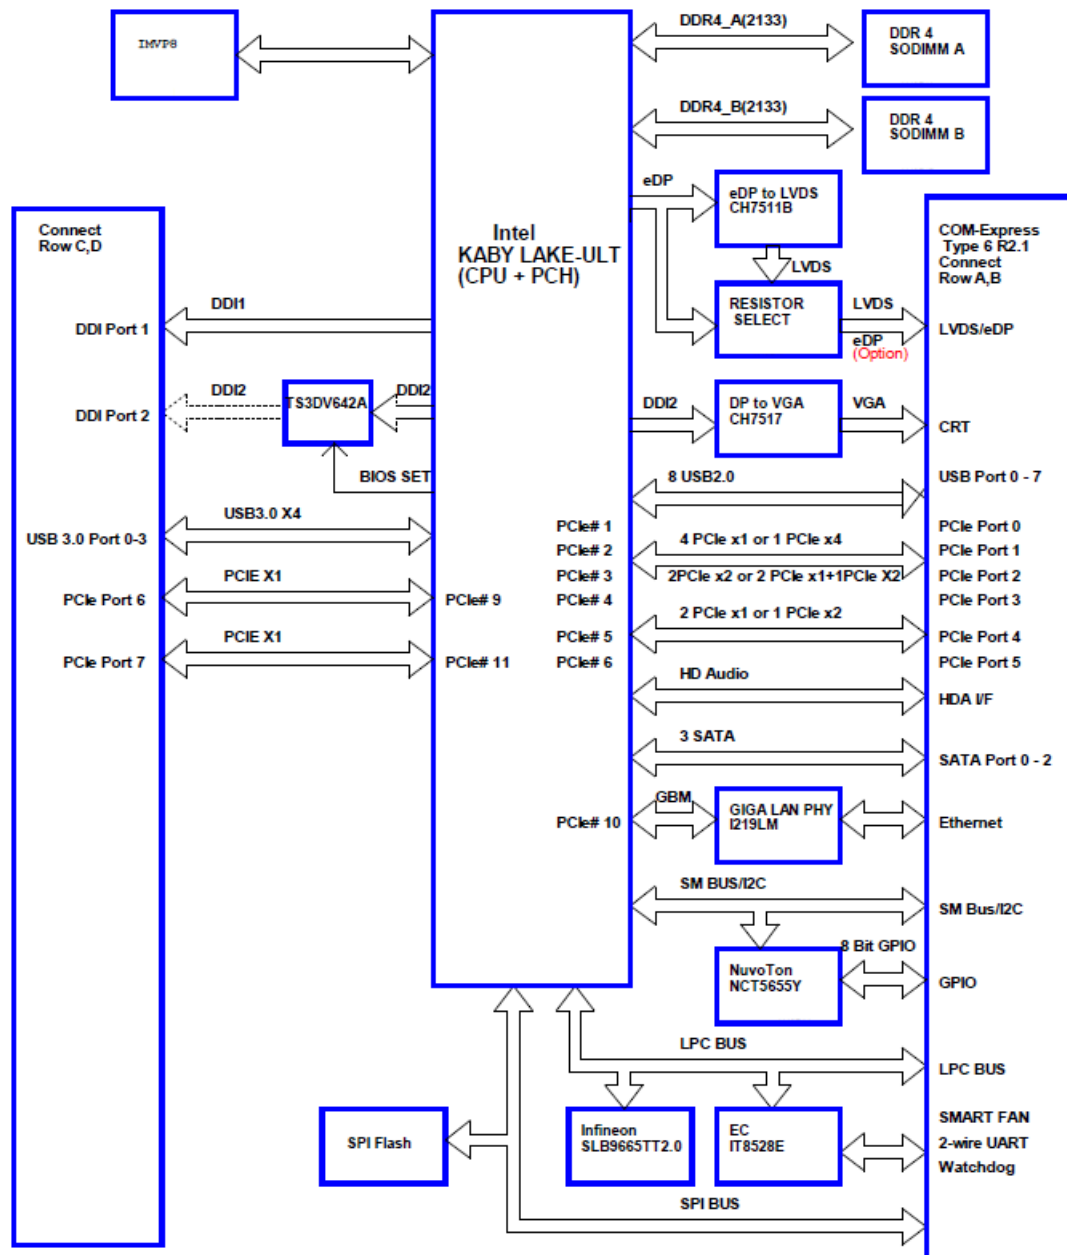 IMVP8
DDR4_A(2133)
DDR 4
SODIMM A
DDR4_B(2133)
DDR 4
SODIMM B
eDP
eDP to LVDS
CH7511B
Connect
Row C,D
Intel
KABY LAKE-ULT
(CPU + PCH)
COM-Express
Type 6 R2.1
Connect
Row A,B
LVDS
RESISTOR
SELECT
LVDS
eDP
(Option)
LVDS/eDP
DDI1
DDI Port 1
DDI2
TS3DV642A
DDI2
DDI Port 2
DDI2
DP to VGA
CH7517
VGA
CRT
BIOS SET
8 USB2.0
USB Port 0 - 7
USB3.0 X4
USB 3.0 Port 0-3
PCIe# 1
PCIe# 2
PCIe# 3
PCIe# 4
4 PCIe x1 or 1 PCIe x4
2PCIe x2 or 2 PCIe x1+1PCIE X2
PCIe Port 0
PCIe Port 1
PCIe Port 2
PCIe Port 3
PCIE X1
PCIe Port 6
PCIe# 9
2 PCIe x1 or 1 PCIe x2
PCIe# 5
PCIe# 6
PCIe Port 4
PCIe Port 5
PCIE X1
PCIe Port 7
PCIe# 11
HD Audio
HDA I/F
3 SATA
SATA Port 0 - 2
PCIe# 10
GBM
GIGA LAN PHY
I219LM
Ethernet
SM BUS/I2C
SM Bus/I2C
NuvoTon
NCT5655Y
8 Bit GPIO
GPIO
LPC BUS
LPC BUS
SPI Flash
Infineon
SLB9665TT2.0
EC
IT8528E
SMART FAN
2-wire UART
Watchdog
SPI BUS